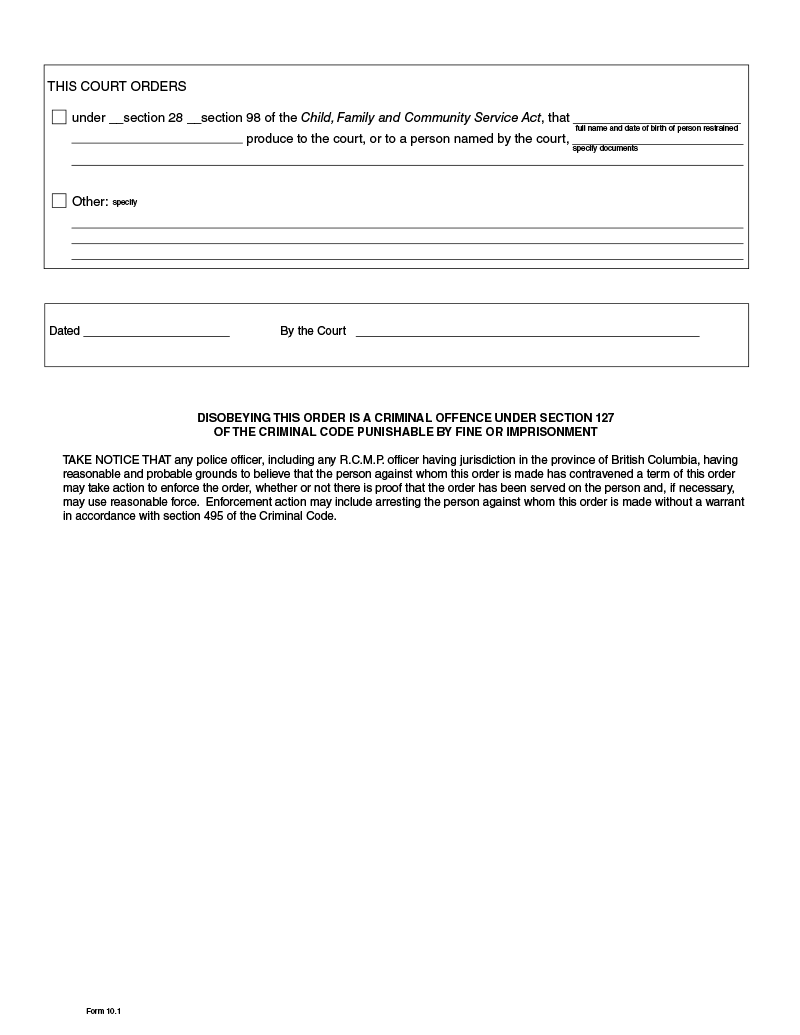 THIS COURT ORDERS
under __section 28 __section 98 of the Child, Family and Community Service Act, that ________________________
full name and date of birth of person restrained
________________________ produce to the court, or to a person named by the court, ________________________
specify documents
Other: specify
Dated ______________________ By the Court ____________________________________________________
DISOBEYING THIS ORDER IS A CRIMINAL OFFENCE UNDER SECTION 127
OF THE CRIMINAL CODE PUNISHABLE BY FINE OR IMPRISONMENT
TAKE NOTICE THAT any police officer, including any R.C.M.P. officer having jurisdiction in the province of British Columbia, having
reasonable and probable grounds to believe that the person against whom this order is made has contravened a term of this order
may take action to enforce the order, whether or not there is proof that the order has been served on the person and, if necessary,
may use reasonable force.  Enforcement action may include arresting the person against whom this order is made without a warrant
in accordance with section 495 of the Criminal Code.
Form 10.1